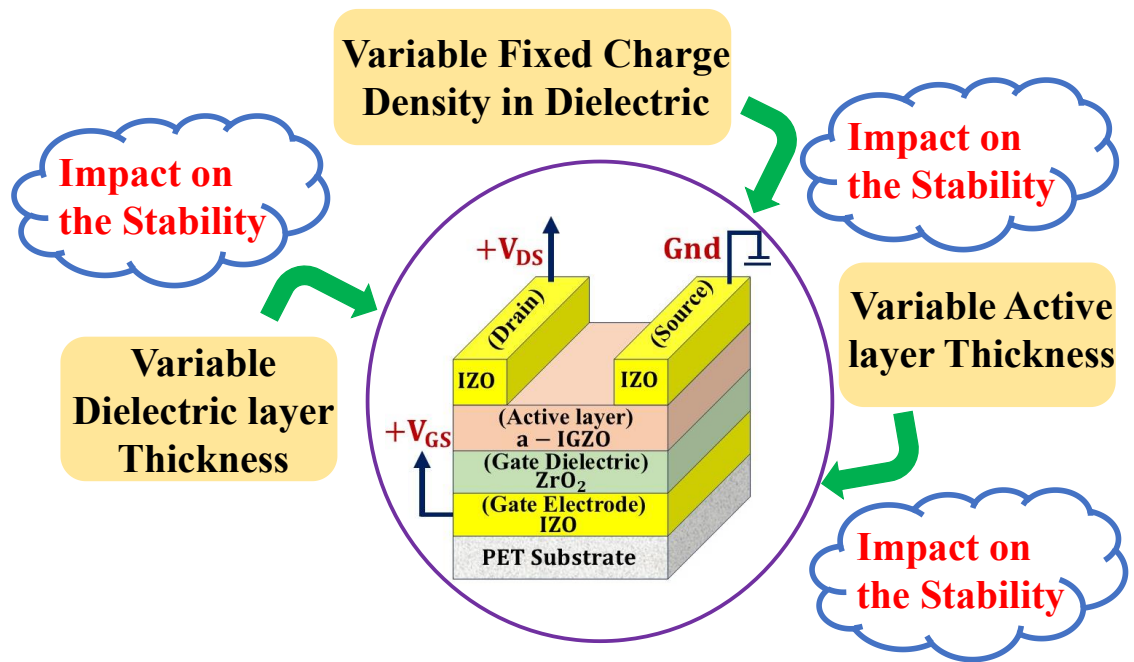 Variable Fixed Charge
Density in Dielectric
Impact on
the Stability
Impact on
the Stability
Variable
Dielectric layer
Thickness
Variable Active
layer Thickness
Impact on
the Stability
+V_DS
Gnd
(Drain)
(Source)
IZO
IZO
+V_GS
(Active layer)
a − IGZO
(Gate Dielectric)
ZrO₂
(Gate Electrode)
IZO
PET Substrate